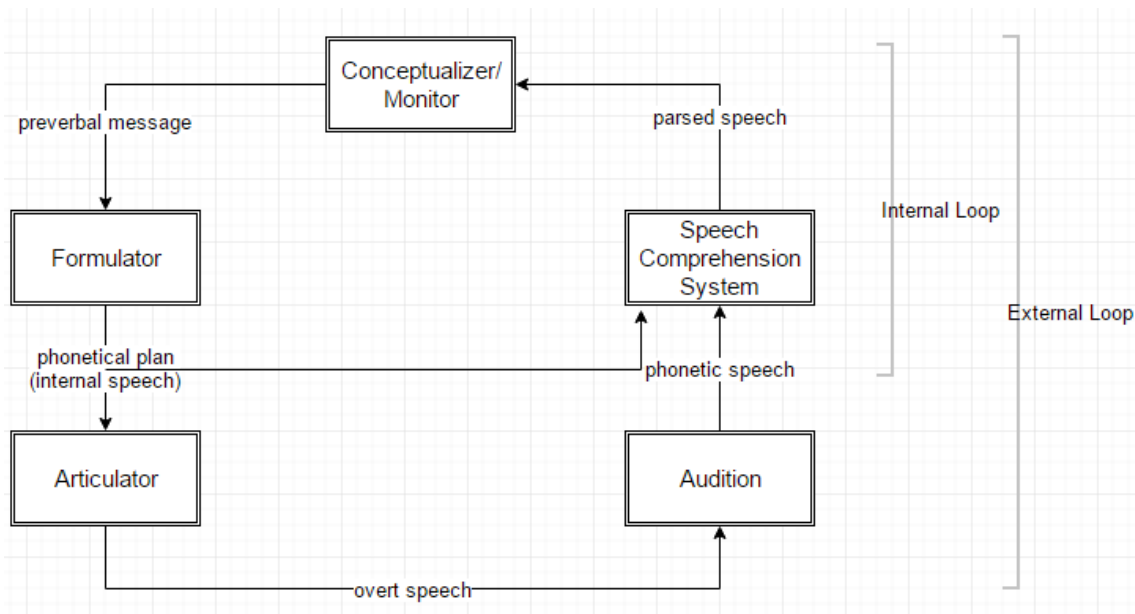 Conceptualizer/
Monitor
preverbal message
parsed speech
Internal Loop
Formulator
Speech
Comprehension
System
External Loop
phonetical plan
(internal speech)
phonetic speech
Articulator
Audition
overt speech